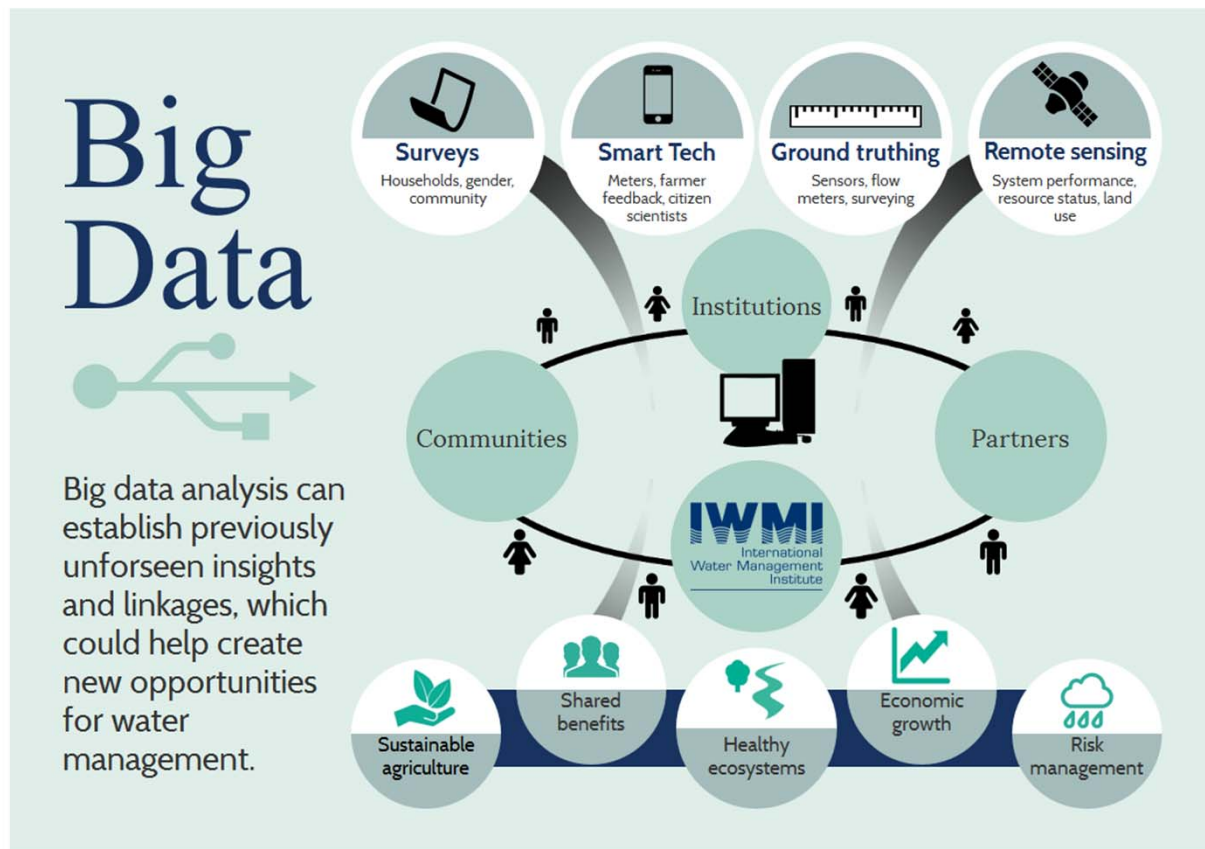 Big
Data
Big data analysis can
establish previously
unforseen insights
and linkages, which
could help create
new opportunities
for water
management.
Surveys
Households, gender,
community
Smart Tech
Meters, farmer
feedback, citizen
scientists
Ground truthing
Sensors, flow
meters, surveying
Remote sensing
System performance,
resource status, land
use
Institutions
Communities
Partners
IWMI
International
Water Management
Institute
Sustainable
agriculture
Shared
benefits
Healthy
ecosystems
Economic
growth
Risk
management